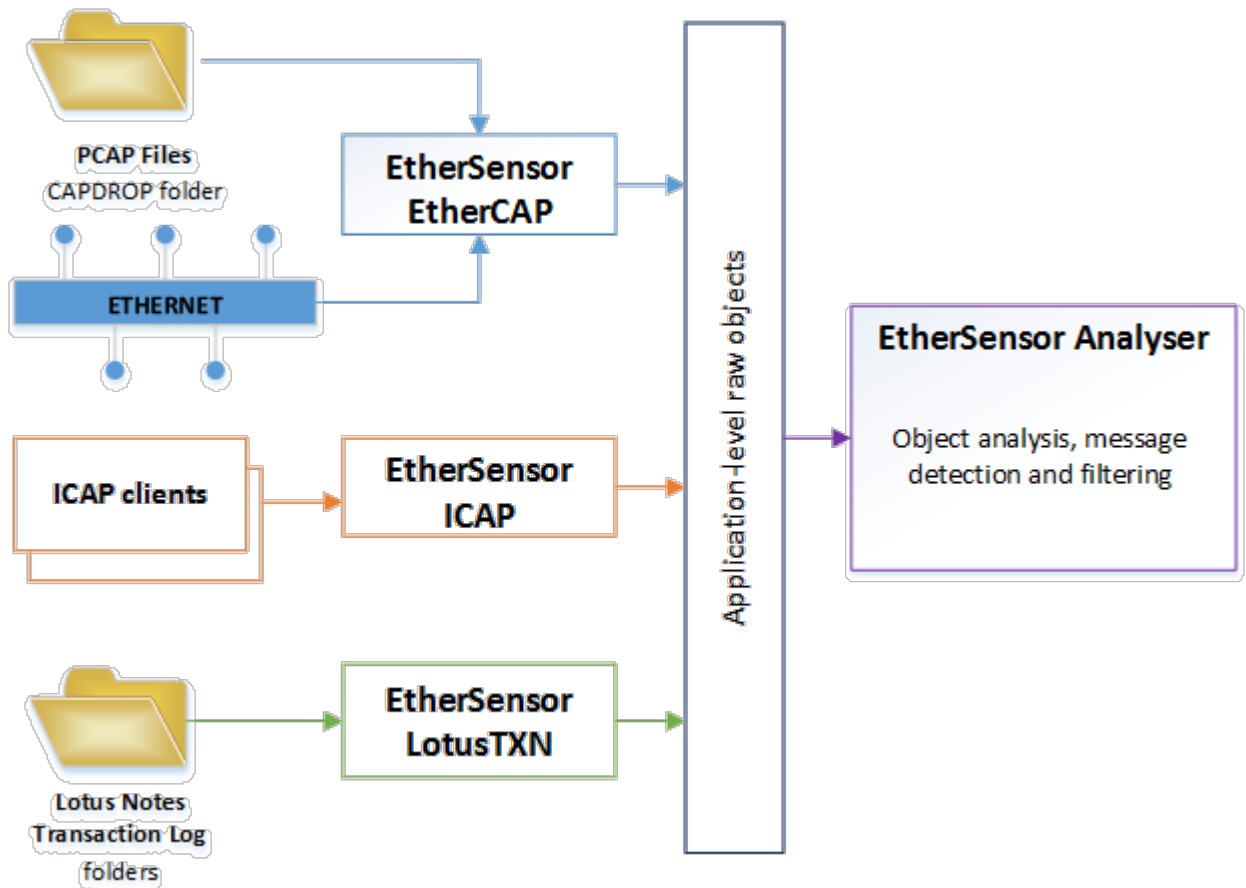 PCAP Files
CAPDROP folder
EtherSensor
EtherCAP
ETHERNET
ICAP clients
EtherSensor
ICAP
Lotus Notes
Transaction Log
folders
EtherSensor
LotusTXN
Application-level raw objects
EtherSensor Analyser
Object analysis, message
detection and filtering